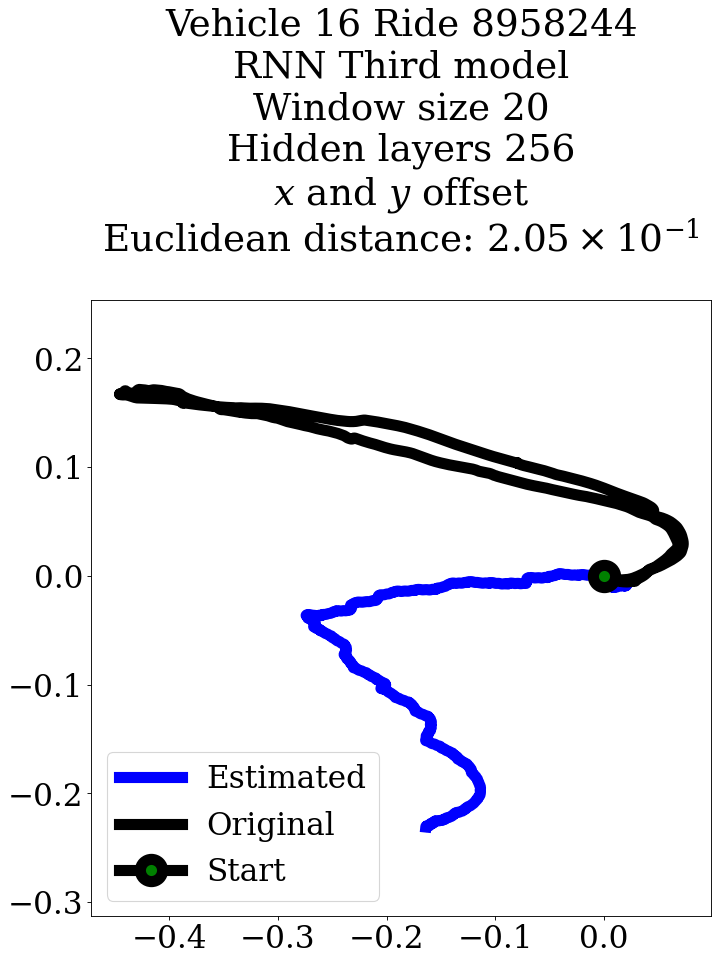 Vehicle 16 Ride 8958244
RNN Third model
Window size 20
Hidden layers 256
x and y offset
Euclidean distance: 2.05 × 10⁻¹
0.2
0.1
0.0
−0.1
−0.2
−0.3
Estimated
Original
Start
−0.4 −0.3 −0.2 −0.1 0.0